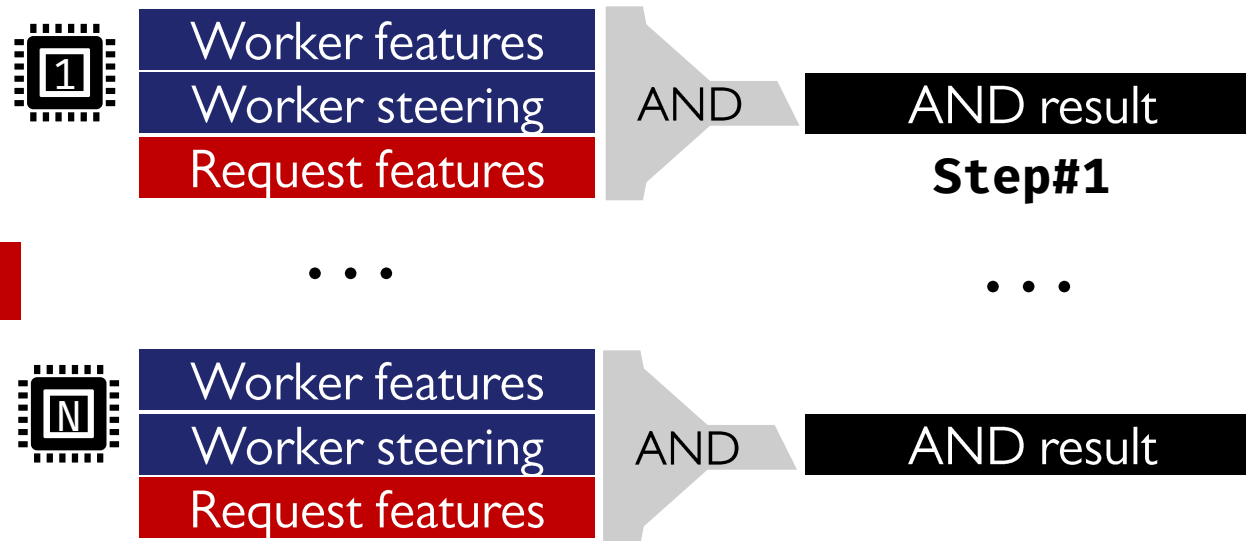 1
Worker features
Worker steering
Request features
AND
AND result
Step#1
...
...
N
Worker features
Worker steering
Request features
AND
AND result